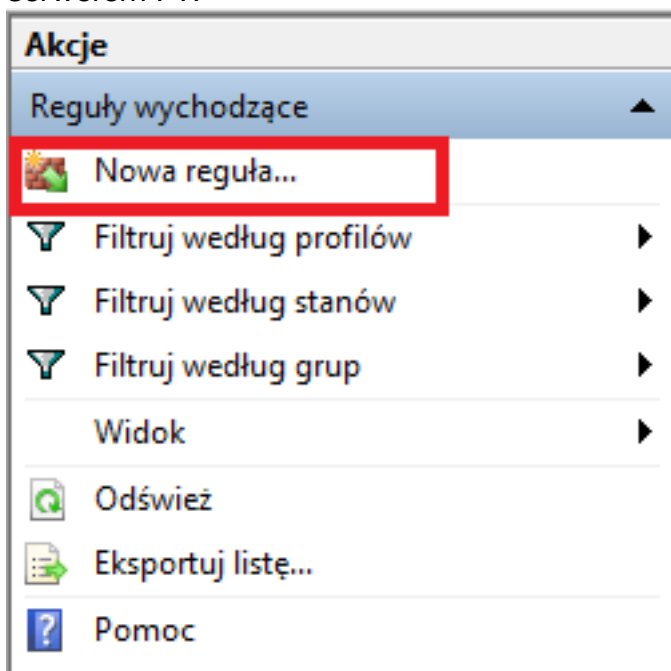 Akcje
Reguły wychodzące
Nowa reguła...
Filtruj według profilów
Filtruj według stanów
Filtruj według grup
Widok
Odśwież
Eksportuj listę...
Pomoc